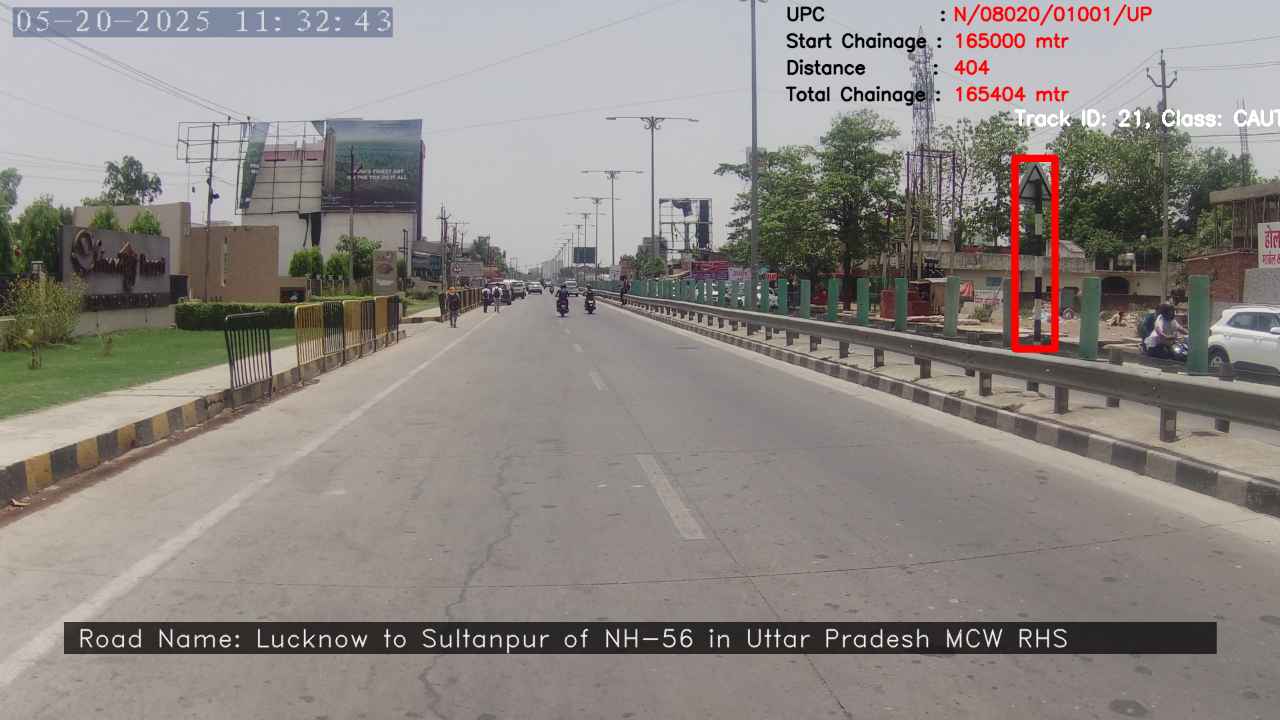 05-20-2025 11:32:43
UPC : N/08020/01001/UP
Start Chainage : 165000 mtr
Distance : 404
Total Chainage : 165404 mtr
Track ID: 21, Class: CAUT
Road Name: Lucknow to Sultanpur of NH-56 in Uttar Pradesh MCW RHS